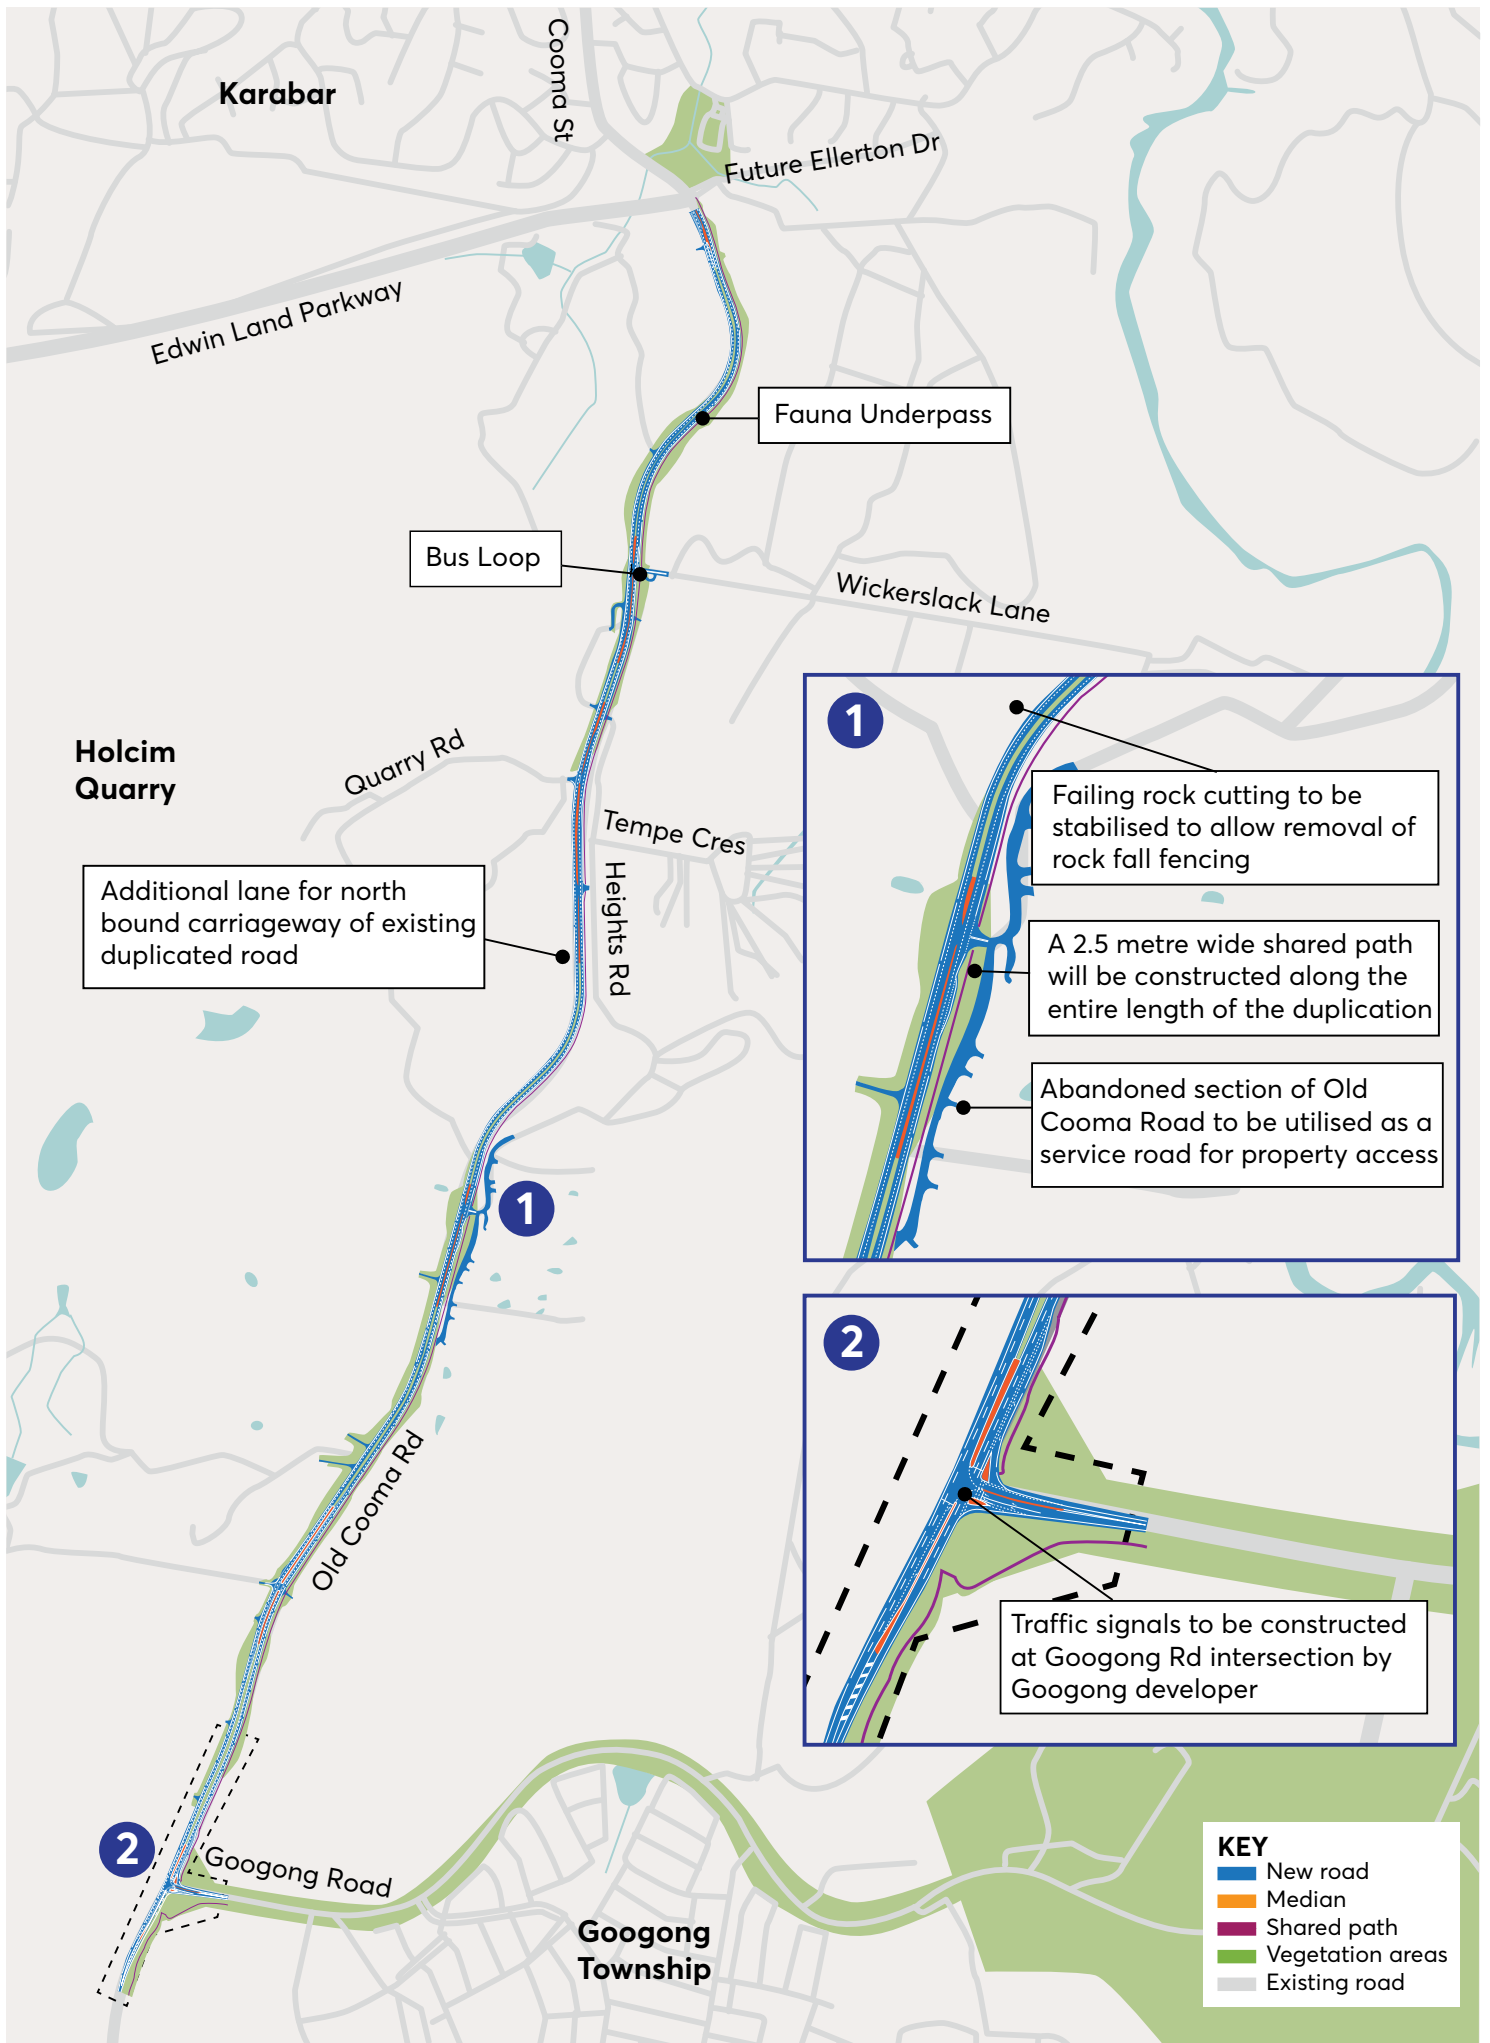 Karabar
Cooma St
Future Ellerton Dr
Edwin Land Parkway
Fauna Underpass
Bus Loop
Wickerslack Lane
Holcim
Quarry
Quarry Rd
Tempe Cres
Heights Rd
Additional lane for north
bound carriageway of existing
duplicated road
1
1
Failing rock cutting to be
stabilised to allow removal of
rock fall fencing
A 2.5 metre wide shared path
will be constructed along the
entire length of the duplication
Abandoned section of Old
Cooma Road to be utilised as a
service road for property access
Old Cooma Rd
2
Traffic signals to be constructed
at Googong Rd intersection by
Googong developer
2
Googong Road
Googong
Township
KEY
New road
Median
Shared path
Vegetation areas
Existing road